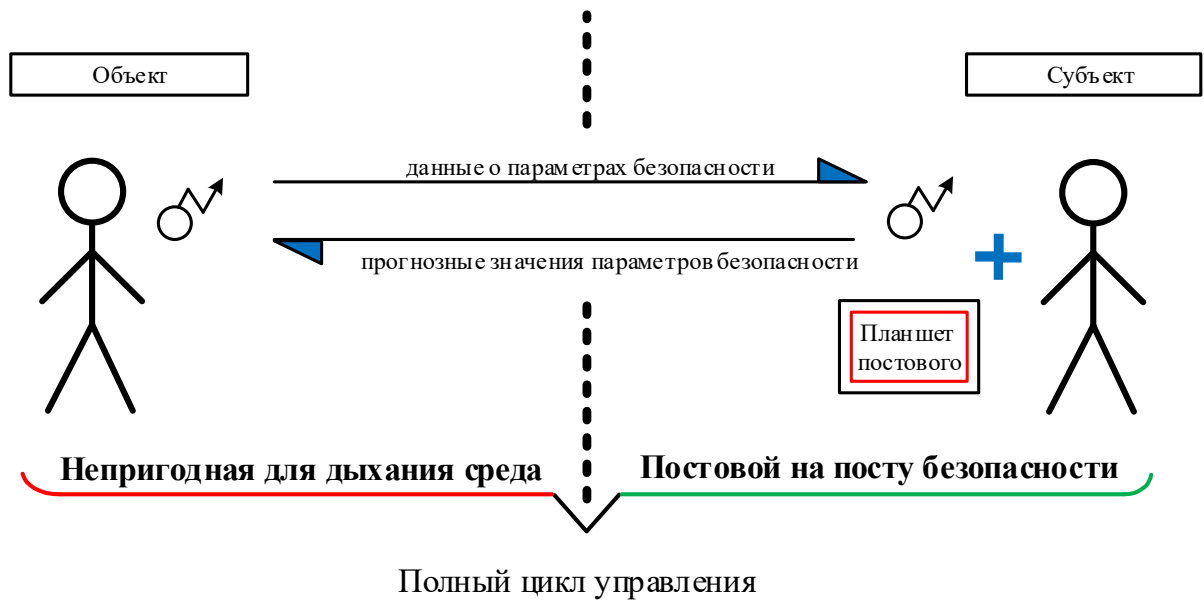 Объект
Субъект
данные о параметрах безопасности
прогнозные значения параметров безопасности
Планшет
постового
Непригодная для дыхания среда
Постовой на посту безопасности
Полный цикл управления